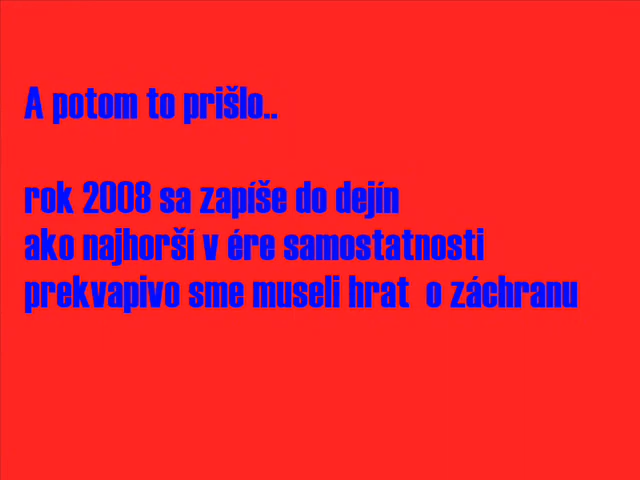 A potom to prišlo..
rok 2008 sa zapíše do dejín
ako najhorší v ére samostatnosti
prekvapivo sme museli hrat o záchranu